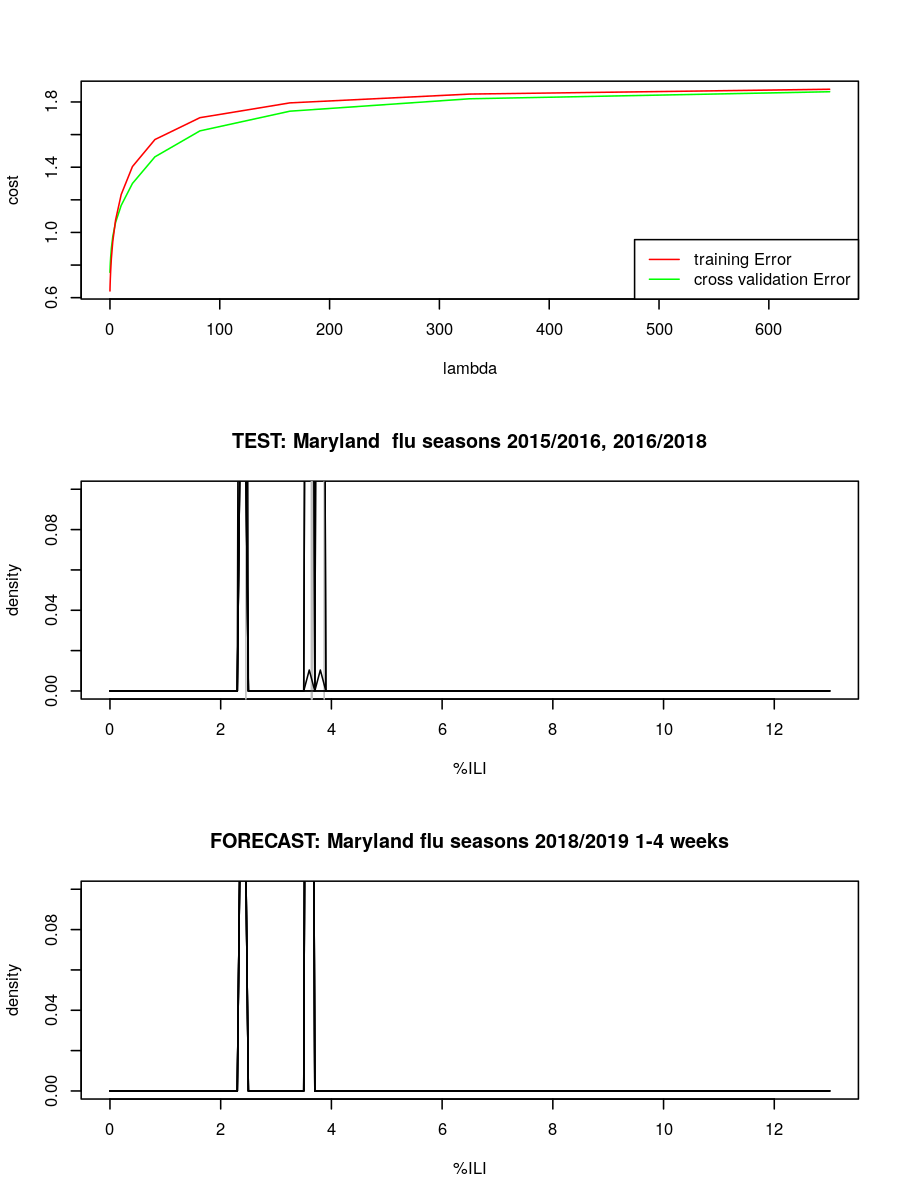 cost
0.6 1.0 1.4 1.8
training Error
cross validation Error
0 100 200 300 400 500 600
lambda
TEST: Maryland  flu seasons 2015/2016, 2016/2018
density
0.00 0.04 0.08
0 2 4 6 8 10 12
%ILI
FORECAST: Maryland flu seasons 2018/2019 1-4 weeks
density
0.00 0.04 0.08
0 2 4 6 8 10 12
%ILI